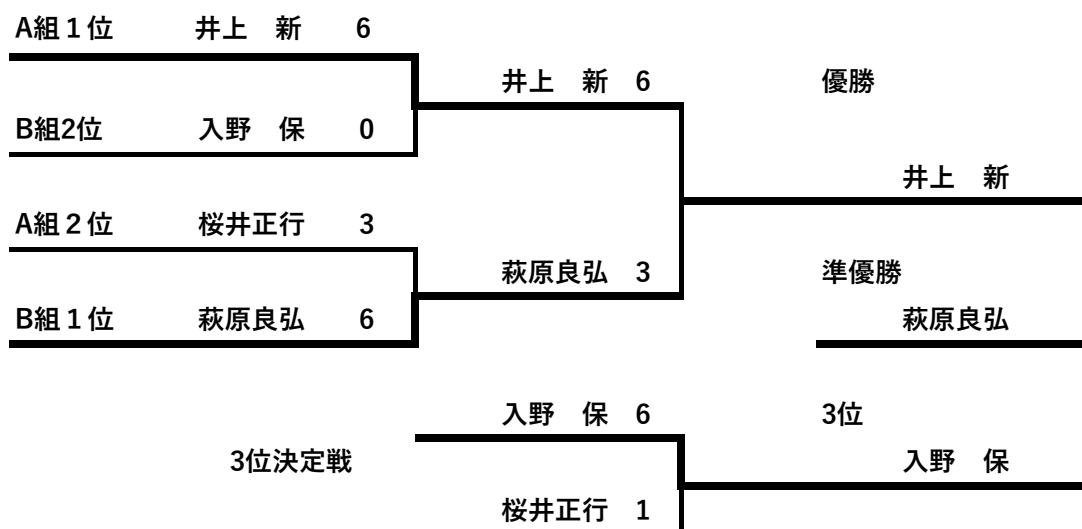 A組１位 井上　新 6
井上　新 6 優勝
B組2位 入野　保 0
井上　新
A組２位 桜井正行 3
萩原良弘 3 準優勝
B組１位 萩原良弘 6 萩原良弘
入野　保 6 3位
3位決定戦 入野　保
桜井正行 1